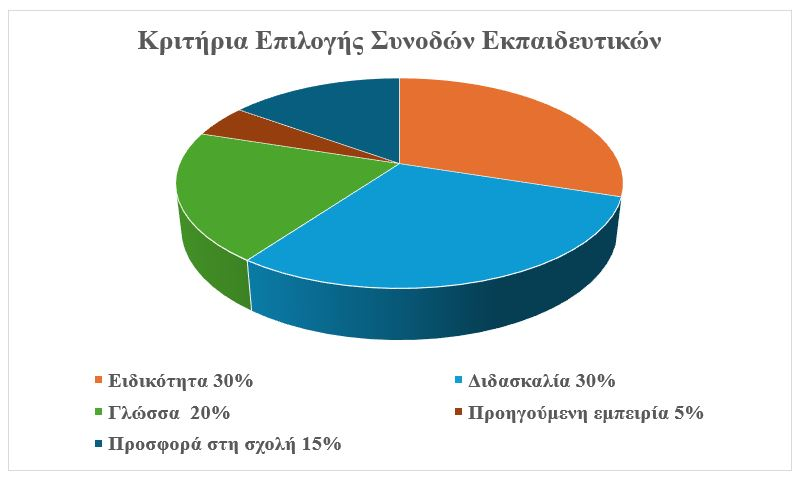 Κριτήρια Επιλογής Συνοδών Εκπαιδευτικών
Ειδικότητα 30%
Διδασκαλία 30%
Γλώσσα  20%
Προηγούμενη εμπειρία 5%
Προσφορά στη σχολή 15%